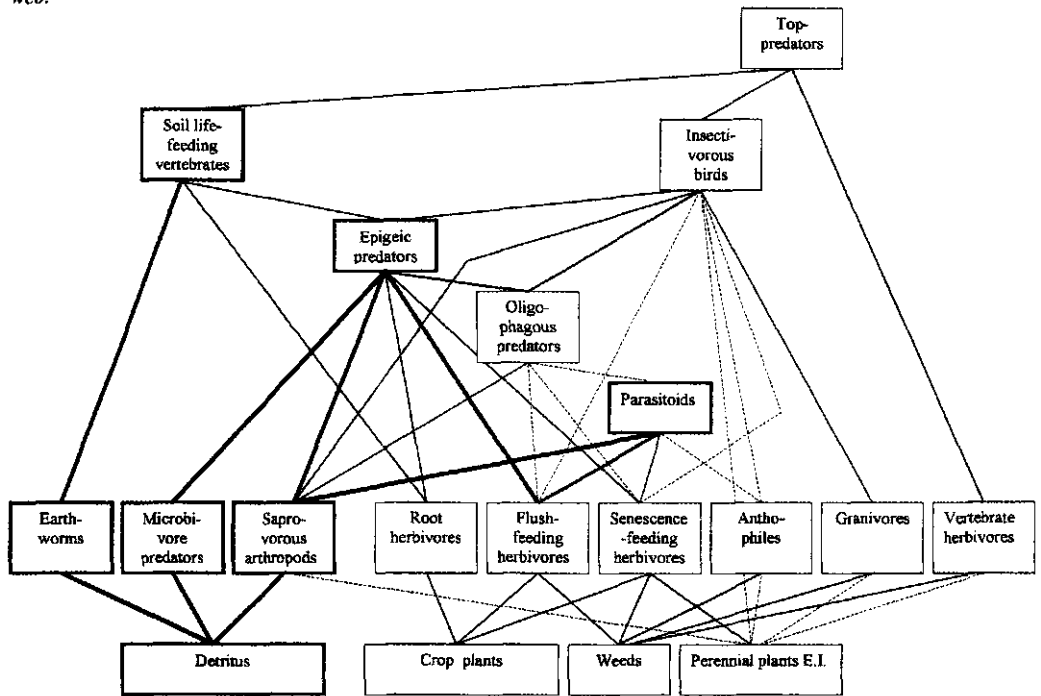 web.
Top-
predators
Soil life-
feeding
vertebrates
Insecti-
vorous
birds
Epigeic
predators
Oligo-
phagous
predators
Parasitoids
Earth-
worms
Microbi-
vore
predators
Sapro-
vorous
arthropods
Root
herbivores
Flush-
feeding
herbivores
Senescence
-feeding
herbivores
Antho-
philes
Granivores
Vertebrate
herbivores
Detritus
Crop plants
Weeds
Perennial plants E.I.